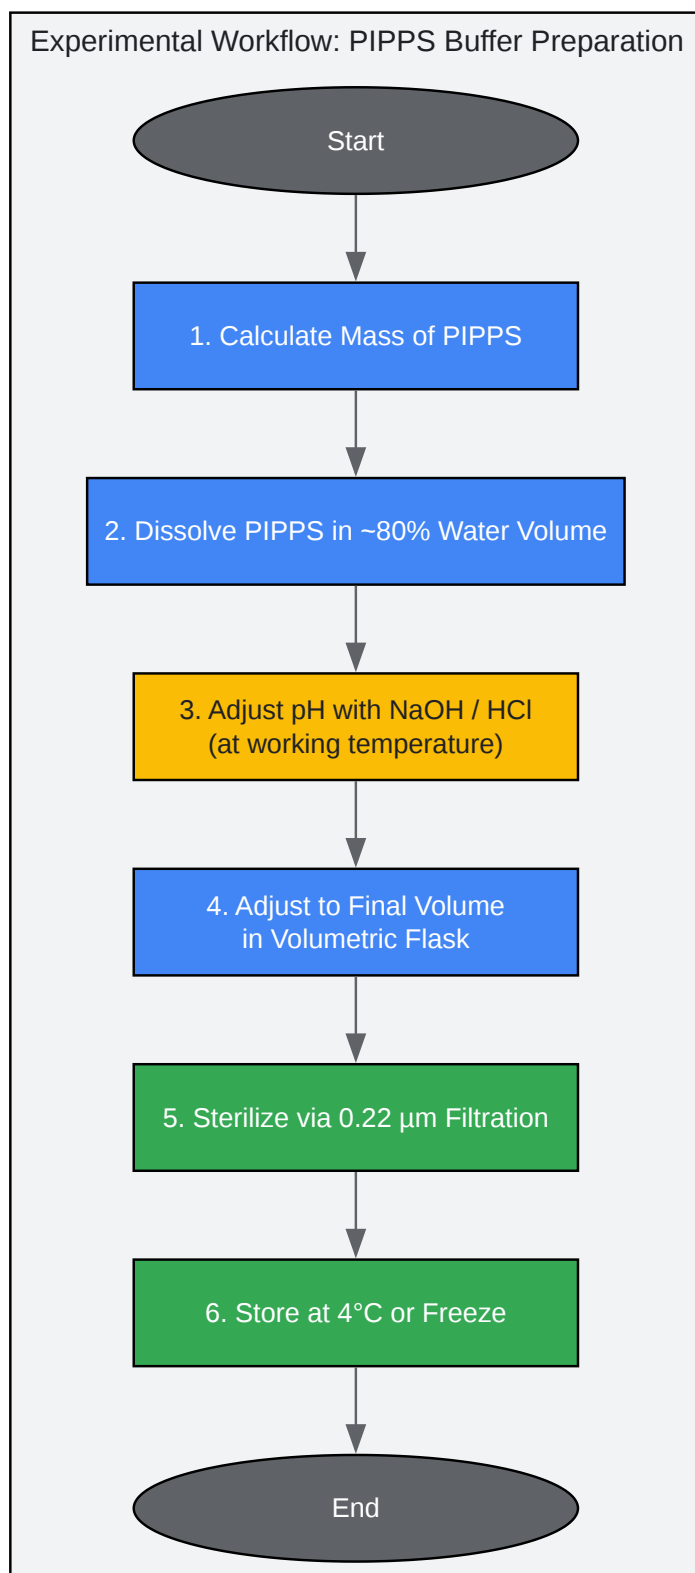 Experimental Workflow: PIPPS Buffer Preparation
Start
1. Calculate Mass of PIPPS
2. Dissolve PIPPS in ~80% Water Volume
3. Adjust pH with NaOH / HCl
(at working temperature)
4. Adjust to Final Volume
in Volumetric Flask
5. Sterilize via 0.22 µm Filtration
6. Store at 4°C or Freeze
End